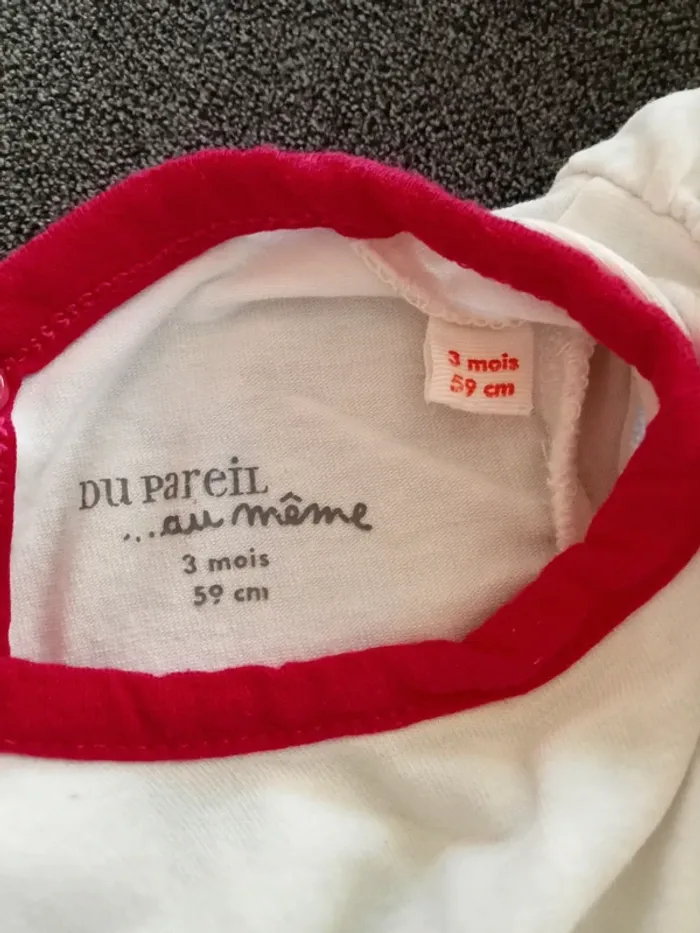 3 mois
59 cm
DU PAREIL
...au même
3 mois
59 cm